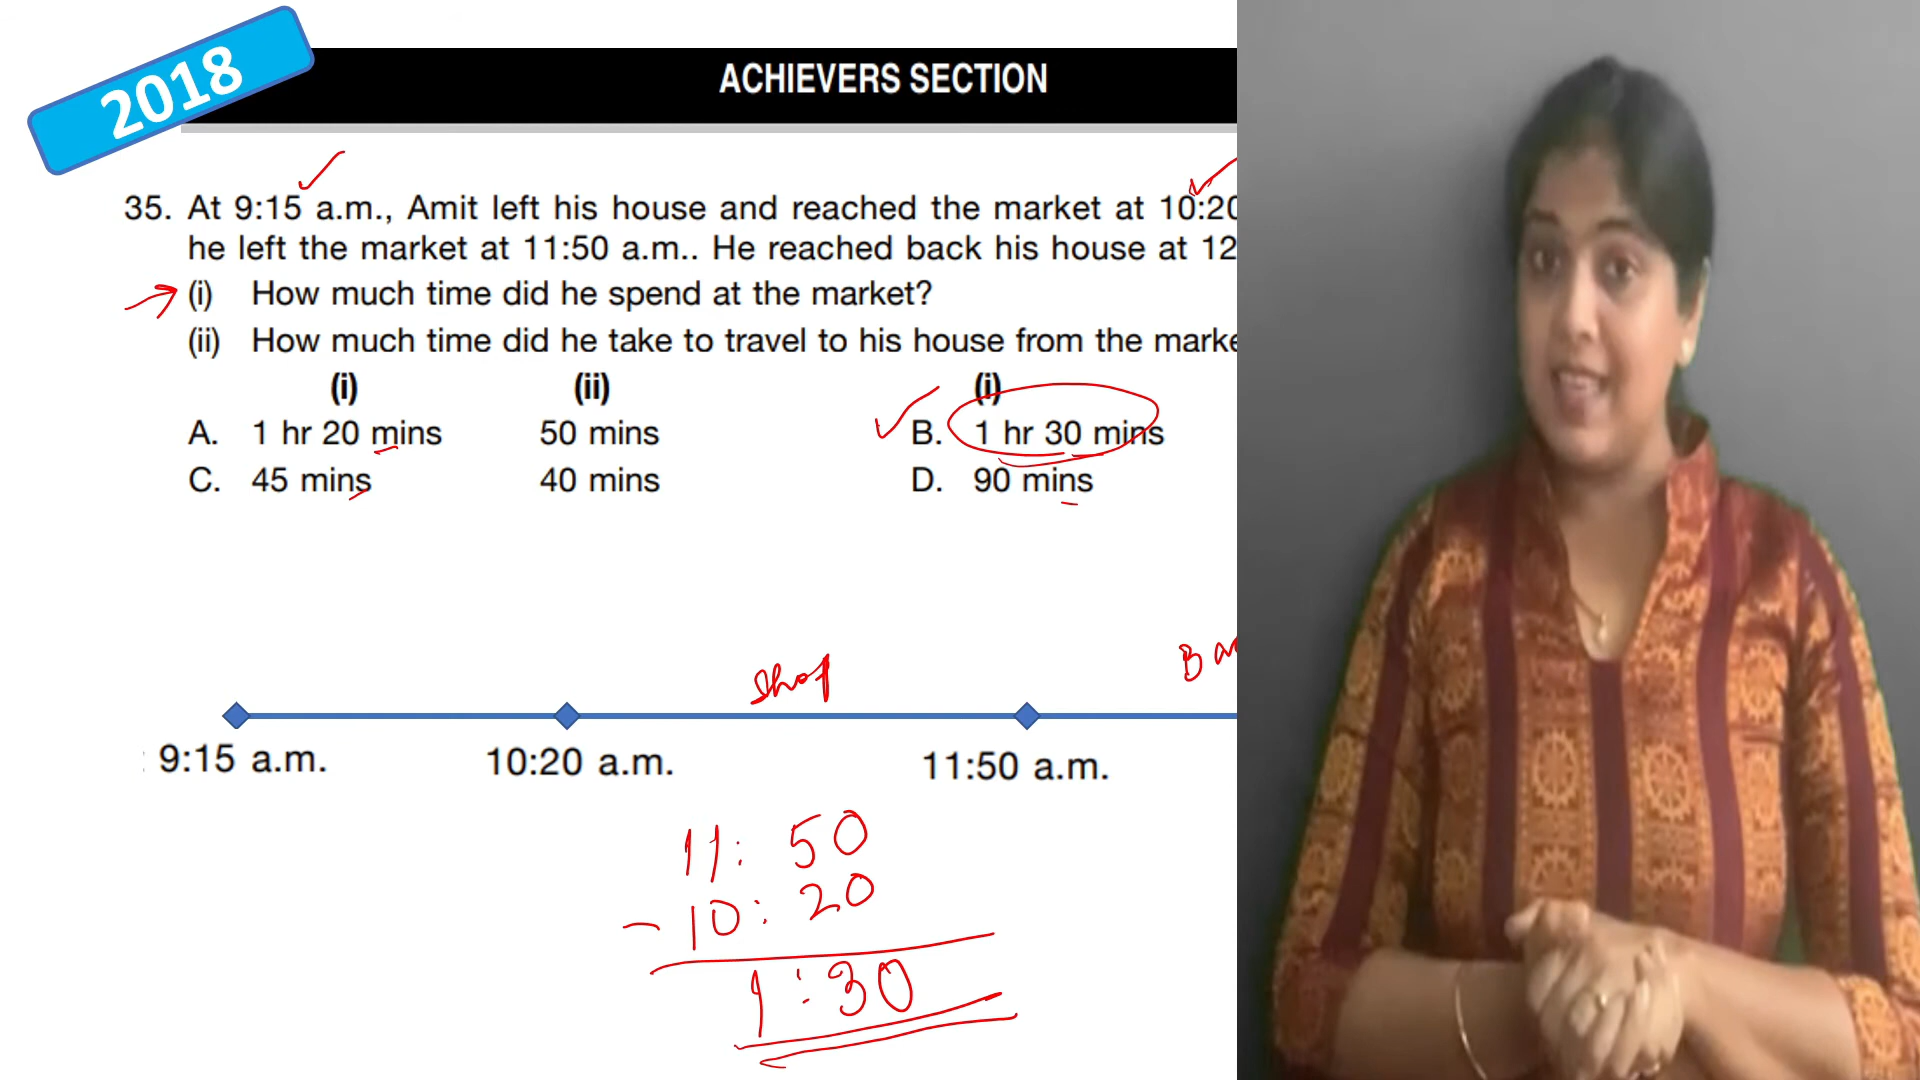 2018
ACHIEVERS SECTION
35. At 9:15 a.m., Amit left his house and reached the market at 10:20
he left the market at 11:50 a.m.. He reached back his house at 12
(i) How much time did he spend at the market?
(ii) How much time did he take to travel to his house from the marke
(i) (ii) (i)
A. 1 hr 20 mins 50 mins B. 1 hr 30 mins
C. 45 mins 40 mins D. 90 mins
Shop
9:15 a.m. 10:20 a.m. 11:50 a.m.
11: 50
- 10: 20
1: 30